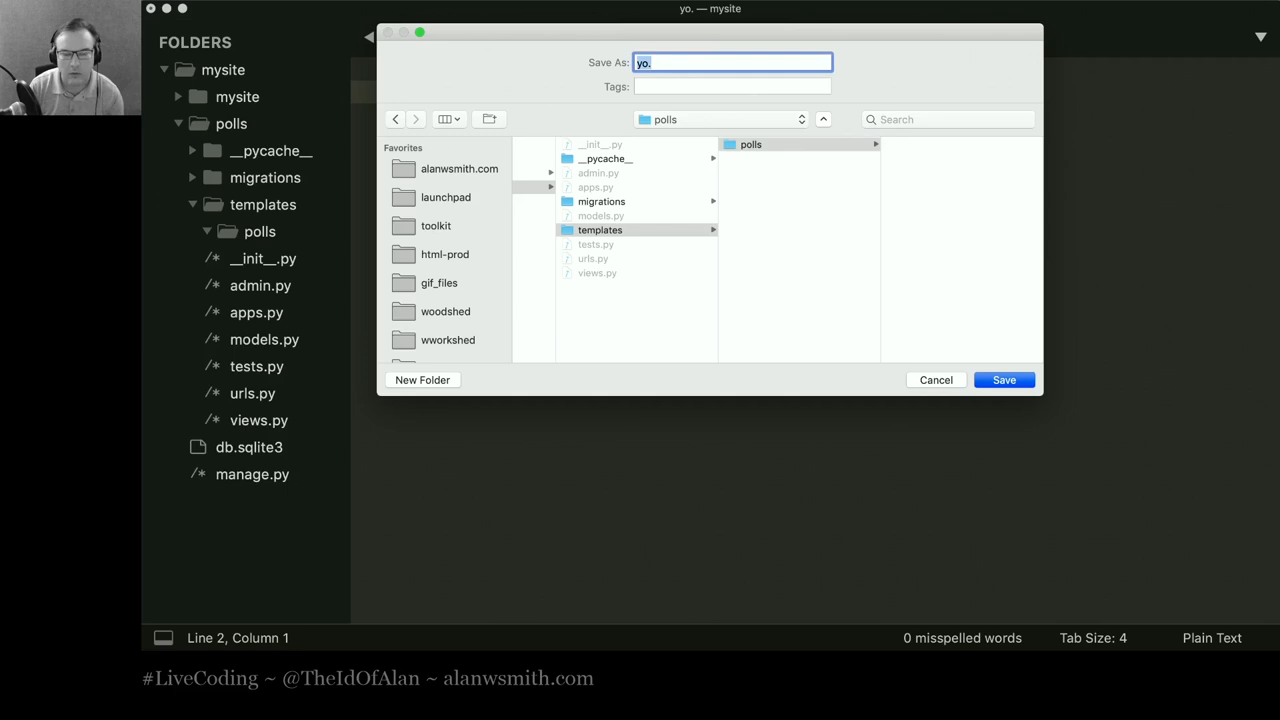 yo. — mysite
FOLDERS
mysite
mysite
polls
__pycache__
migrations
templates
polls
/* __init__.py
/* admin.py
/* apps.py
/* models.py
/* tests.py
/* urls.py
/* views.py
db.sqlite3
/* manage.py
Save As: yo.
Tags:
polls
Search
Favorites
alanwsmith.com
launchpad
toolkit
html-prod
gif_files
woodshed
wworkshed
__init__.py
__pycache__
admin.py
apps.py
migrations
models.py
templates
tests.py
urls.py
views.py
polls
New Folder
Cancel
Save
Line 2, Column 1
0 misspelled words
Tab Size: 4
Plain Text
#LiveCoding ~ @TheIdOfAlan ~ alanwsmith.com